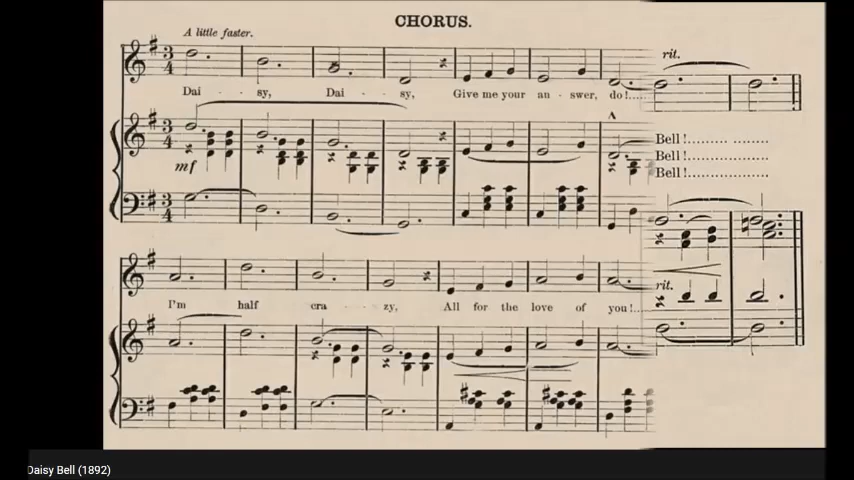 CHORUS.
A little faster.
rit.
Dai - - sy, Dai - - sy, Give me your an - swer, do!.....
mf
Bell!......... ........
Bell!.....................
Bell!.....................
I'm half cra - - zy, All for the love of you!....
rit.
Daisy Bell (1892)